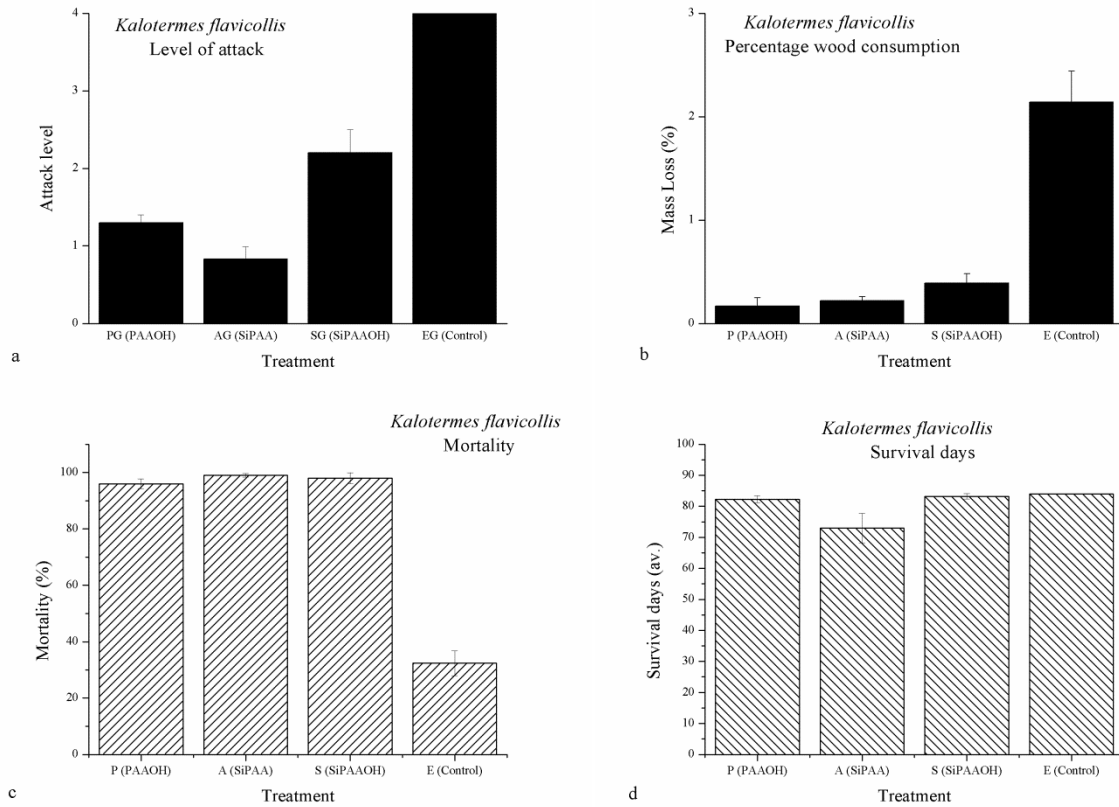 Kalotermes flavicollis
Level of attack
Attack level
4
3
2
1
0
PG (PAAOH) AG (SiPAA) SG (SiPAAOH) EG (Control)
Treatment
a
Kalotermes flavicollis
Percentage wood consumption
Mass Loss (%)
3
2
1
0
P (PAAOH) A (SiPAA) S (SiPAAOH) E (Control)
Treatment
b
Kalotermes flavicollis
Mortality
Mortality (%)
100
80
60
40
20
0
P (PAAOH) A (SiPAA) S (SiPAAOH) E (Control)
Treatment
c
Kalotermes flavicollis
Survival days
Survival days (av.)
100
90
80
70
60
50
40
30
20
10
0
P (PAAOH) A (SiPAA) S (SiPAAOH) E (Control)
Treatment
d